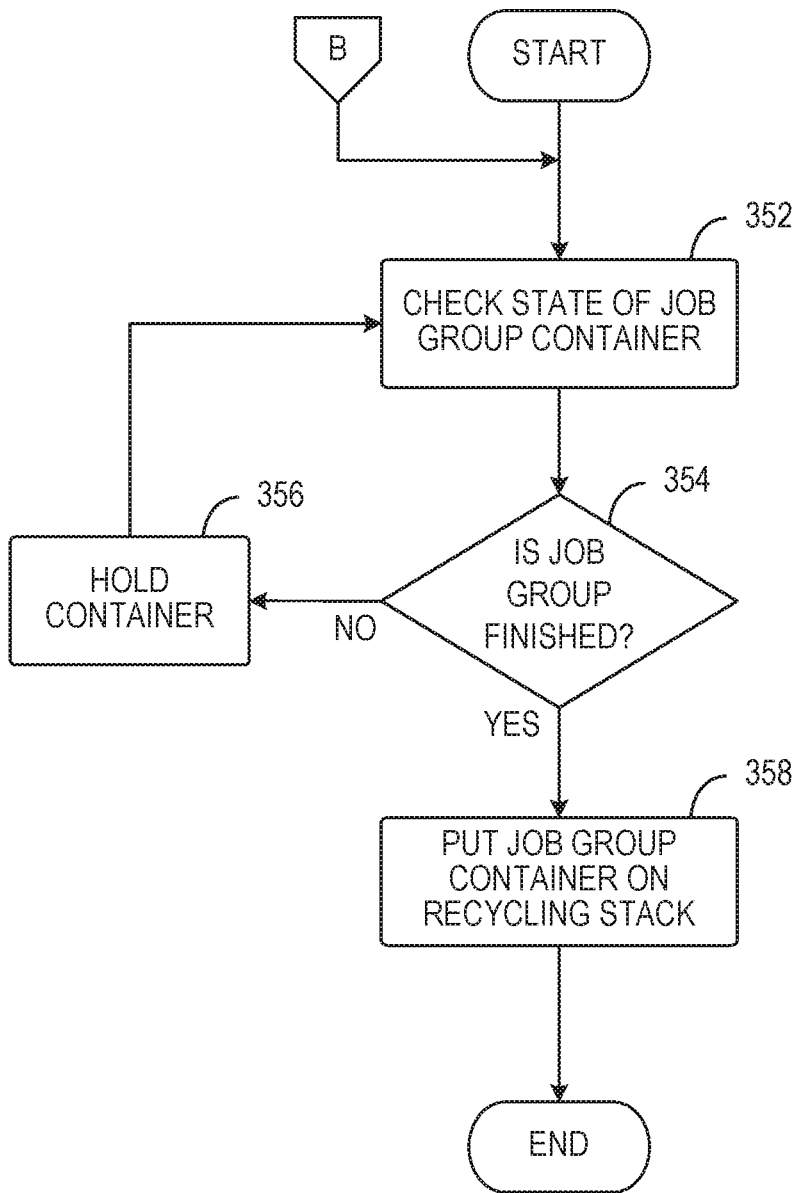 B
START
352
CHECK STATE OF JOB
GROUP CONTAINER
354
356
IS JOB
GROUP
FINISHED?
HOLD
CONTAINER
NO
YES
358
PUT JOB GROUP
CONTAINER ON
RECYCLING STACK
END